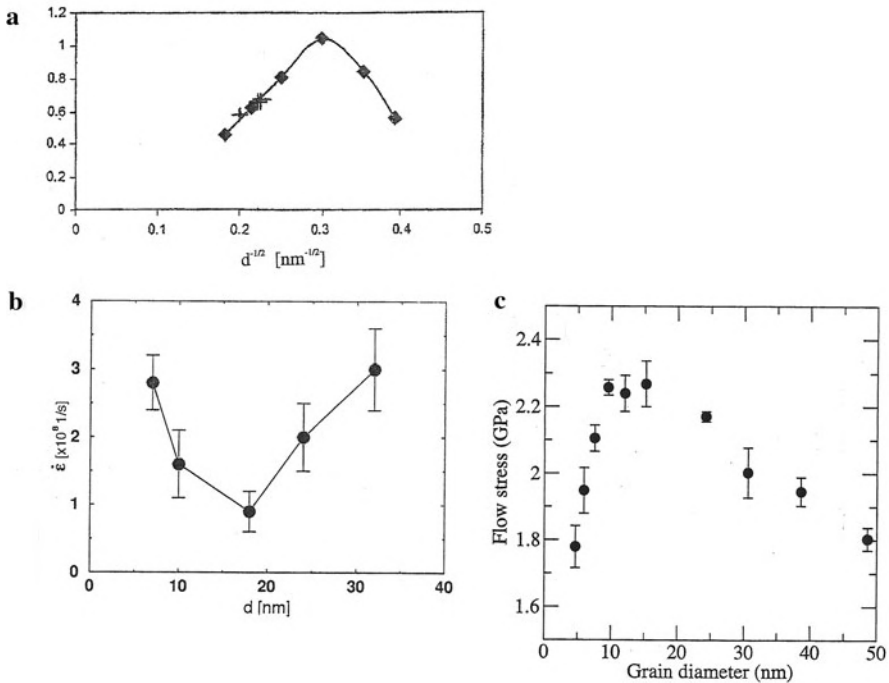 a
1.2
1
0.8
0.6
0.4
0.2
0
0 0.1 0.2 0.3 0.4 0.5
d^-1/2 [nm^-1/2]
b
4
3
2
1
0
ε̇ [x10^8 1/s]
0 10 20 30 40
d [nm]
c
2.4
2.2
2
1.8
1.6
Flow stress (GPa)
0 10 20 30 40 50
Grain diameter (nm)